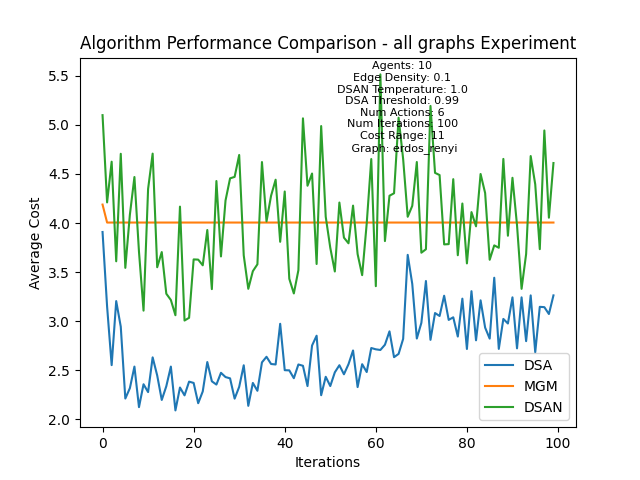 Algorithm Performance Comparison - all graphs Experiment
Agents: 10
Edge Density: 0.1
DSAN Temperature: 1.0
DSA Threshold: 0.99
Num Actions: 6
Num Iterations: 100
Cost Range: 11
Graph: erdos_renyi
5.5
5.0
4.5
4.0
3.5
3.0
2.5
2.0
Average Cost
DSA
MGM
DSAN
0
20
40
60
80
100
Iterations